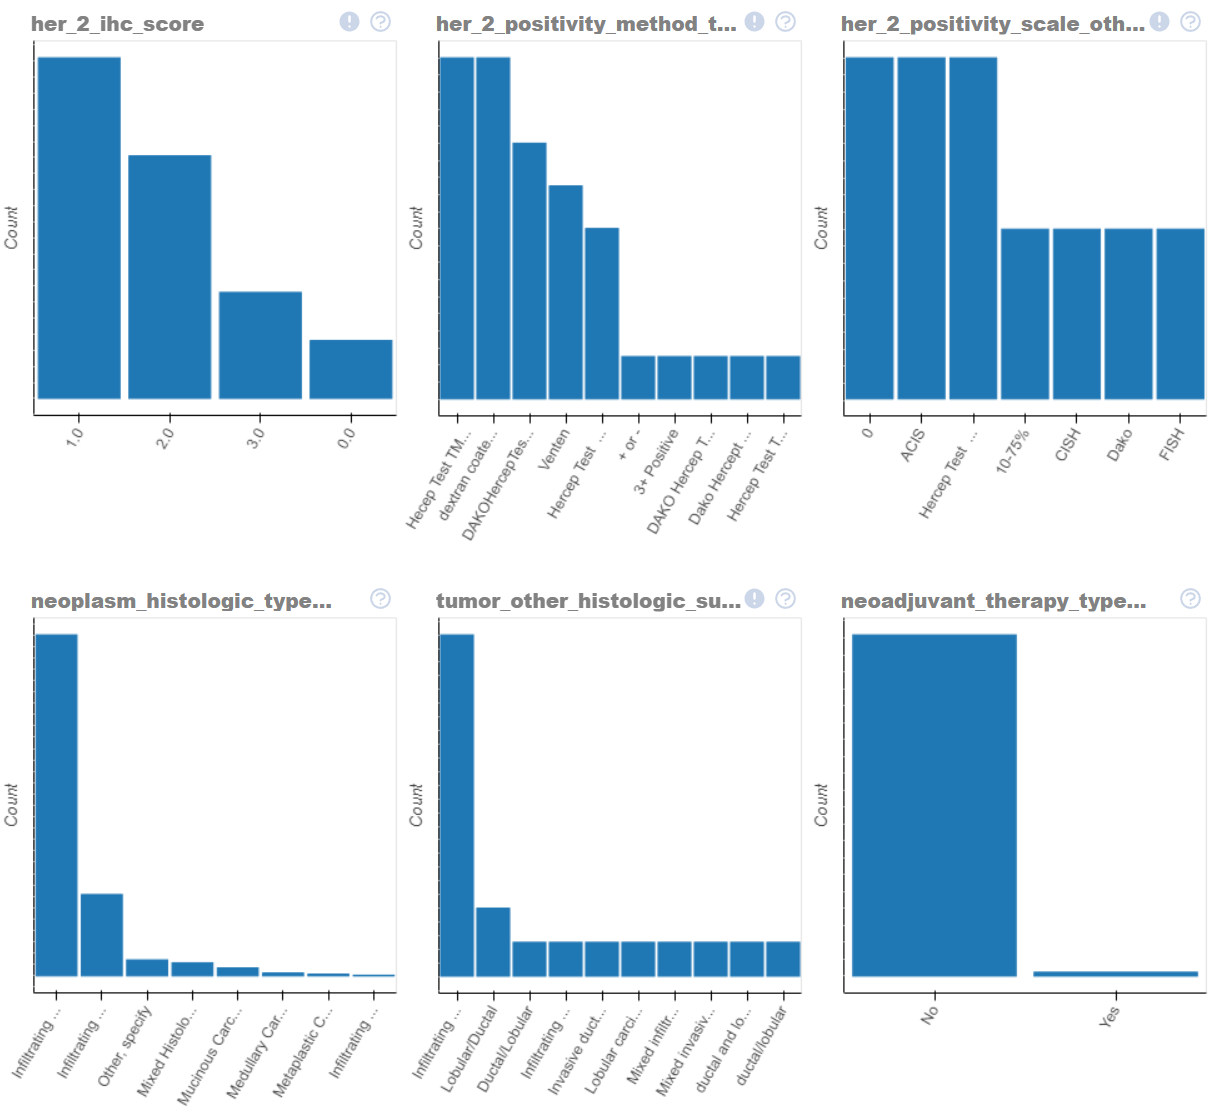 her_2_ihc_score ! ?
her_2_positivity_method_t... ! ?
her_2_positivity_scale_oth... ! ?
Count
Count
Count
1.0
2.0
3.0
0.0
Hecep Test TM...
dextran coate...
DAKOHercepTes...
Venten
Hercep Test ...
+ or -
3+ Positive
DAKO Hercep T...
Dako Hercept ...
Hercep Test T...
0
ACIS
Hercep Test ...
10-75%
CISH
Dako
FISH
neoplasm_histologic_type... ?
tumor_other_histologic_su... ! ?
neoadjuvant_therapy_type... ?
Count
Count
Count
Infiltrating ...
Infiltrating ...
Other, specify
Mixed Histolo...
Mucinous Carc...
Medullary Car...
Metaplastic C...
Infiltrating ...
Infiltrating ...
Lobular/Ductal
Ductal/Lobular
Infiltrating ...
Invasive duct...
Lobular carci...
Mixed infiltr...
Mixed invasiv...
ductal and lo...
ductal/lobular
No
Yes